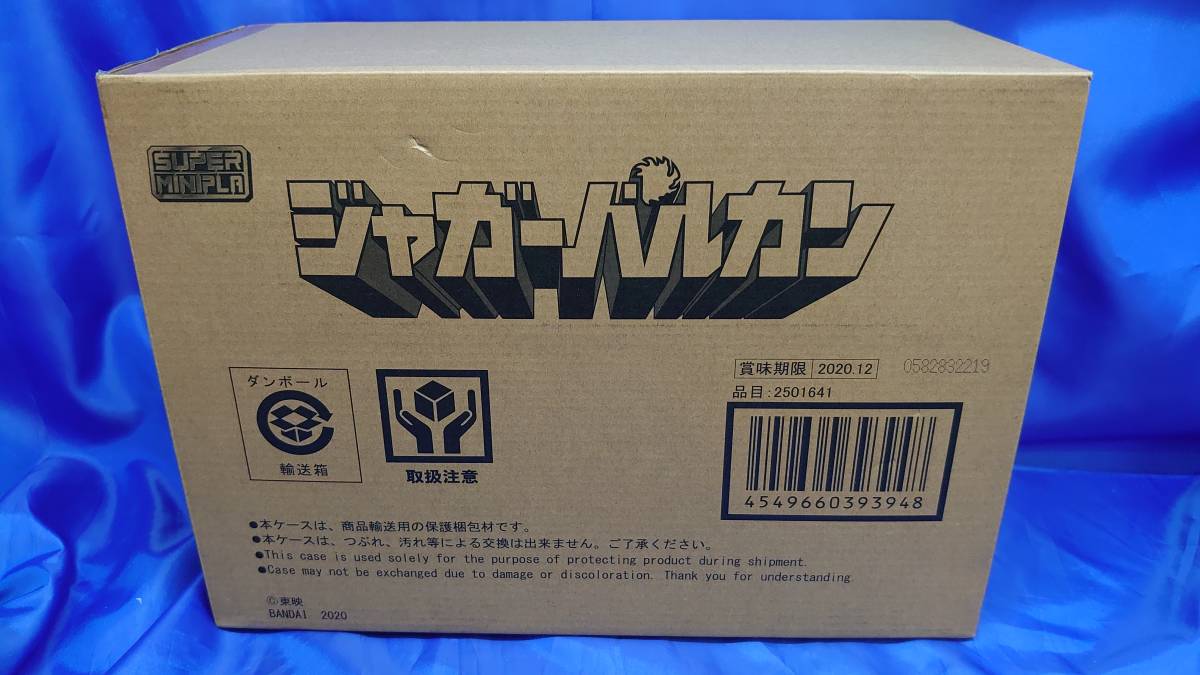 SUPER
MINIPLA
ジャガーバルカン
賞味期限 2020.12 0582832219
品目:2501641
4549660393948
ダンボール
輸送箱
取扱注意
●本ケースは、商品輸送用の保護梱包材です。
●本ケースは、つぶれ、汚れ等による交換は出来ません。ご了承ください。
●This case is used solely for the purpose of protecting product during shipment.
●Case may not be exchanged due to damage or discoloration. Thank you for understanding.
©東映
BANDAI 2020